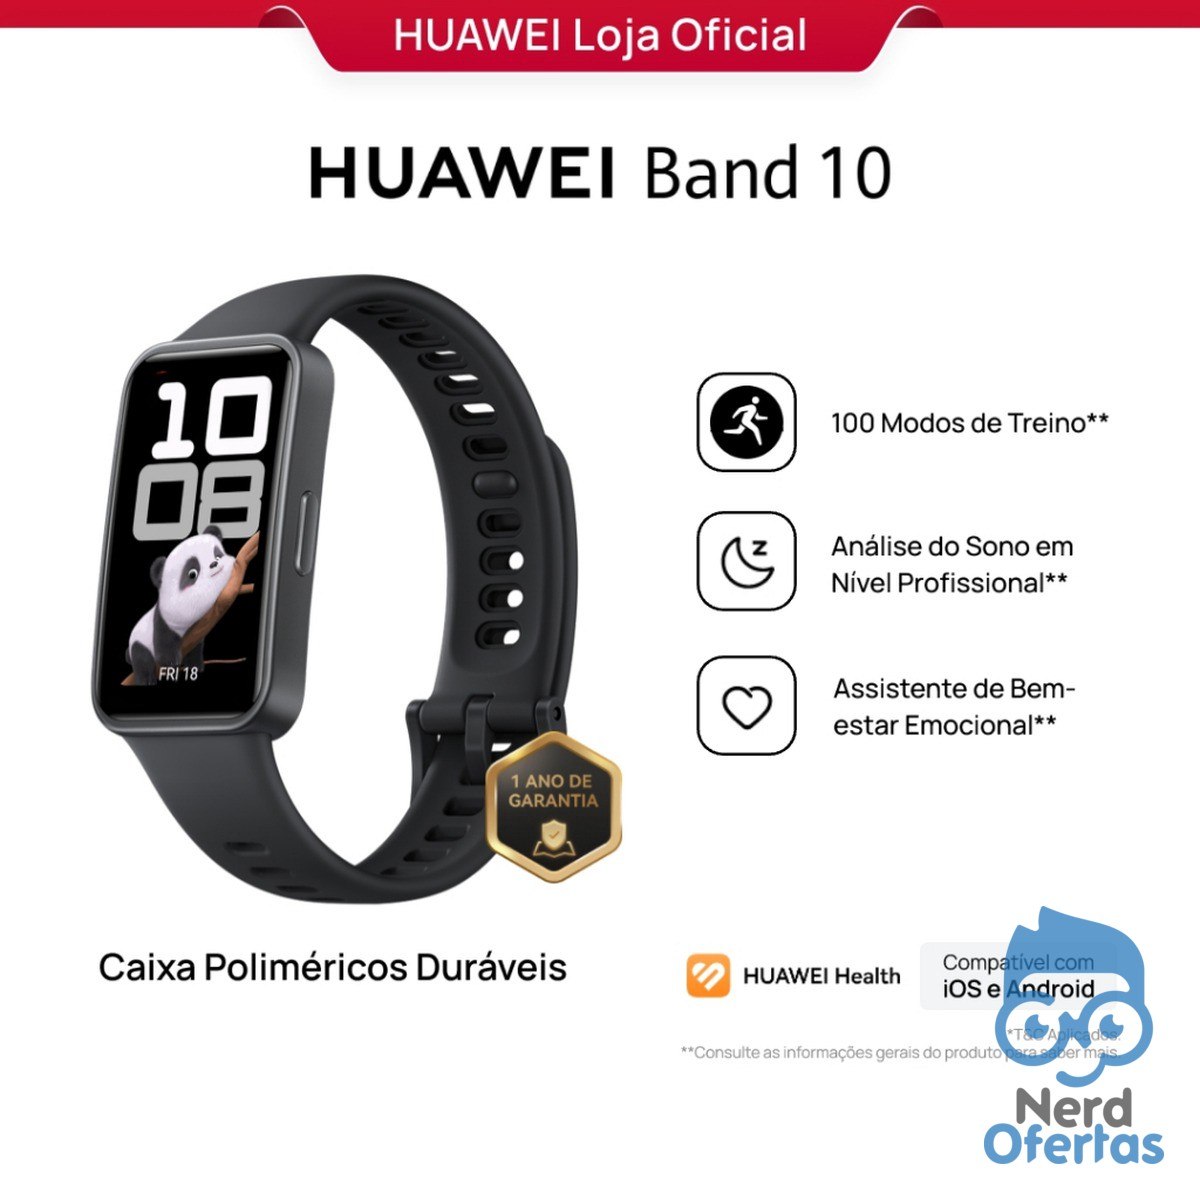 HUAWEI Loja Oficial
HUAWEI Band 10
10
08
FRI 18
100 Modos de Treino**
z
Análise do Sono em
Nível Profissional**
Assistente de Bem-
estar Emocional**
1 ANO DE
GARANTIA
Caixa Poliméricos Duráveis
HUAWEI Health
Compatível com
iOS e Android
*T&C Aplicados.
**Consulte as informações gerais do produto para saber mais.
Nerd
Ofertas